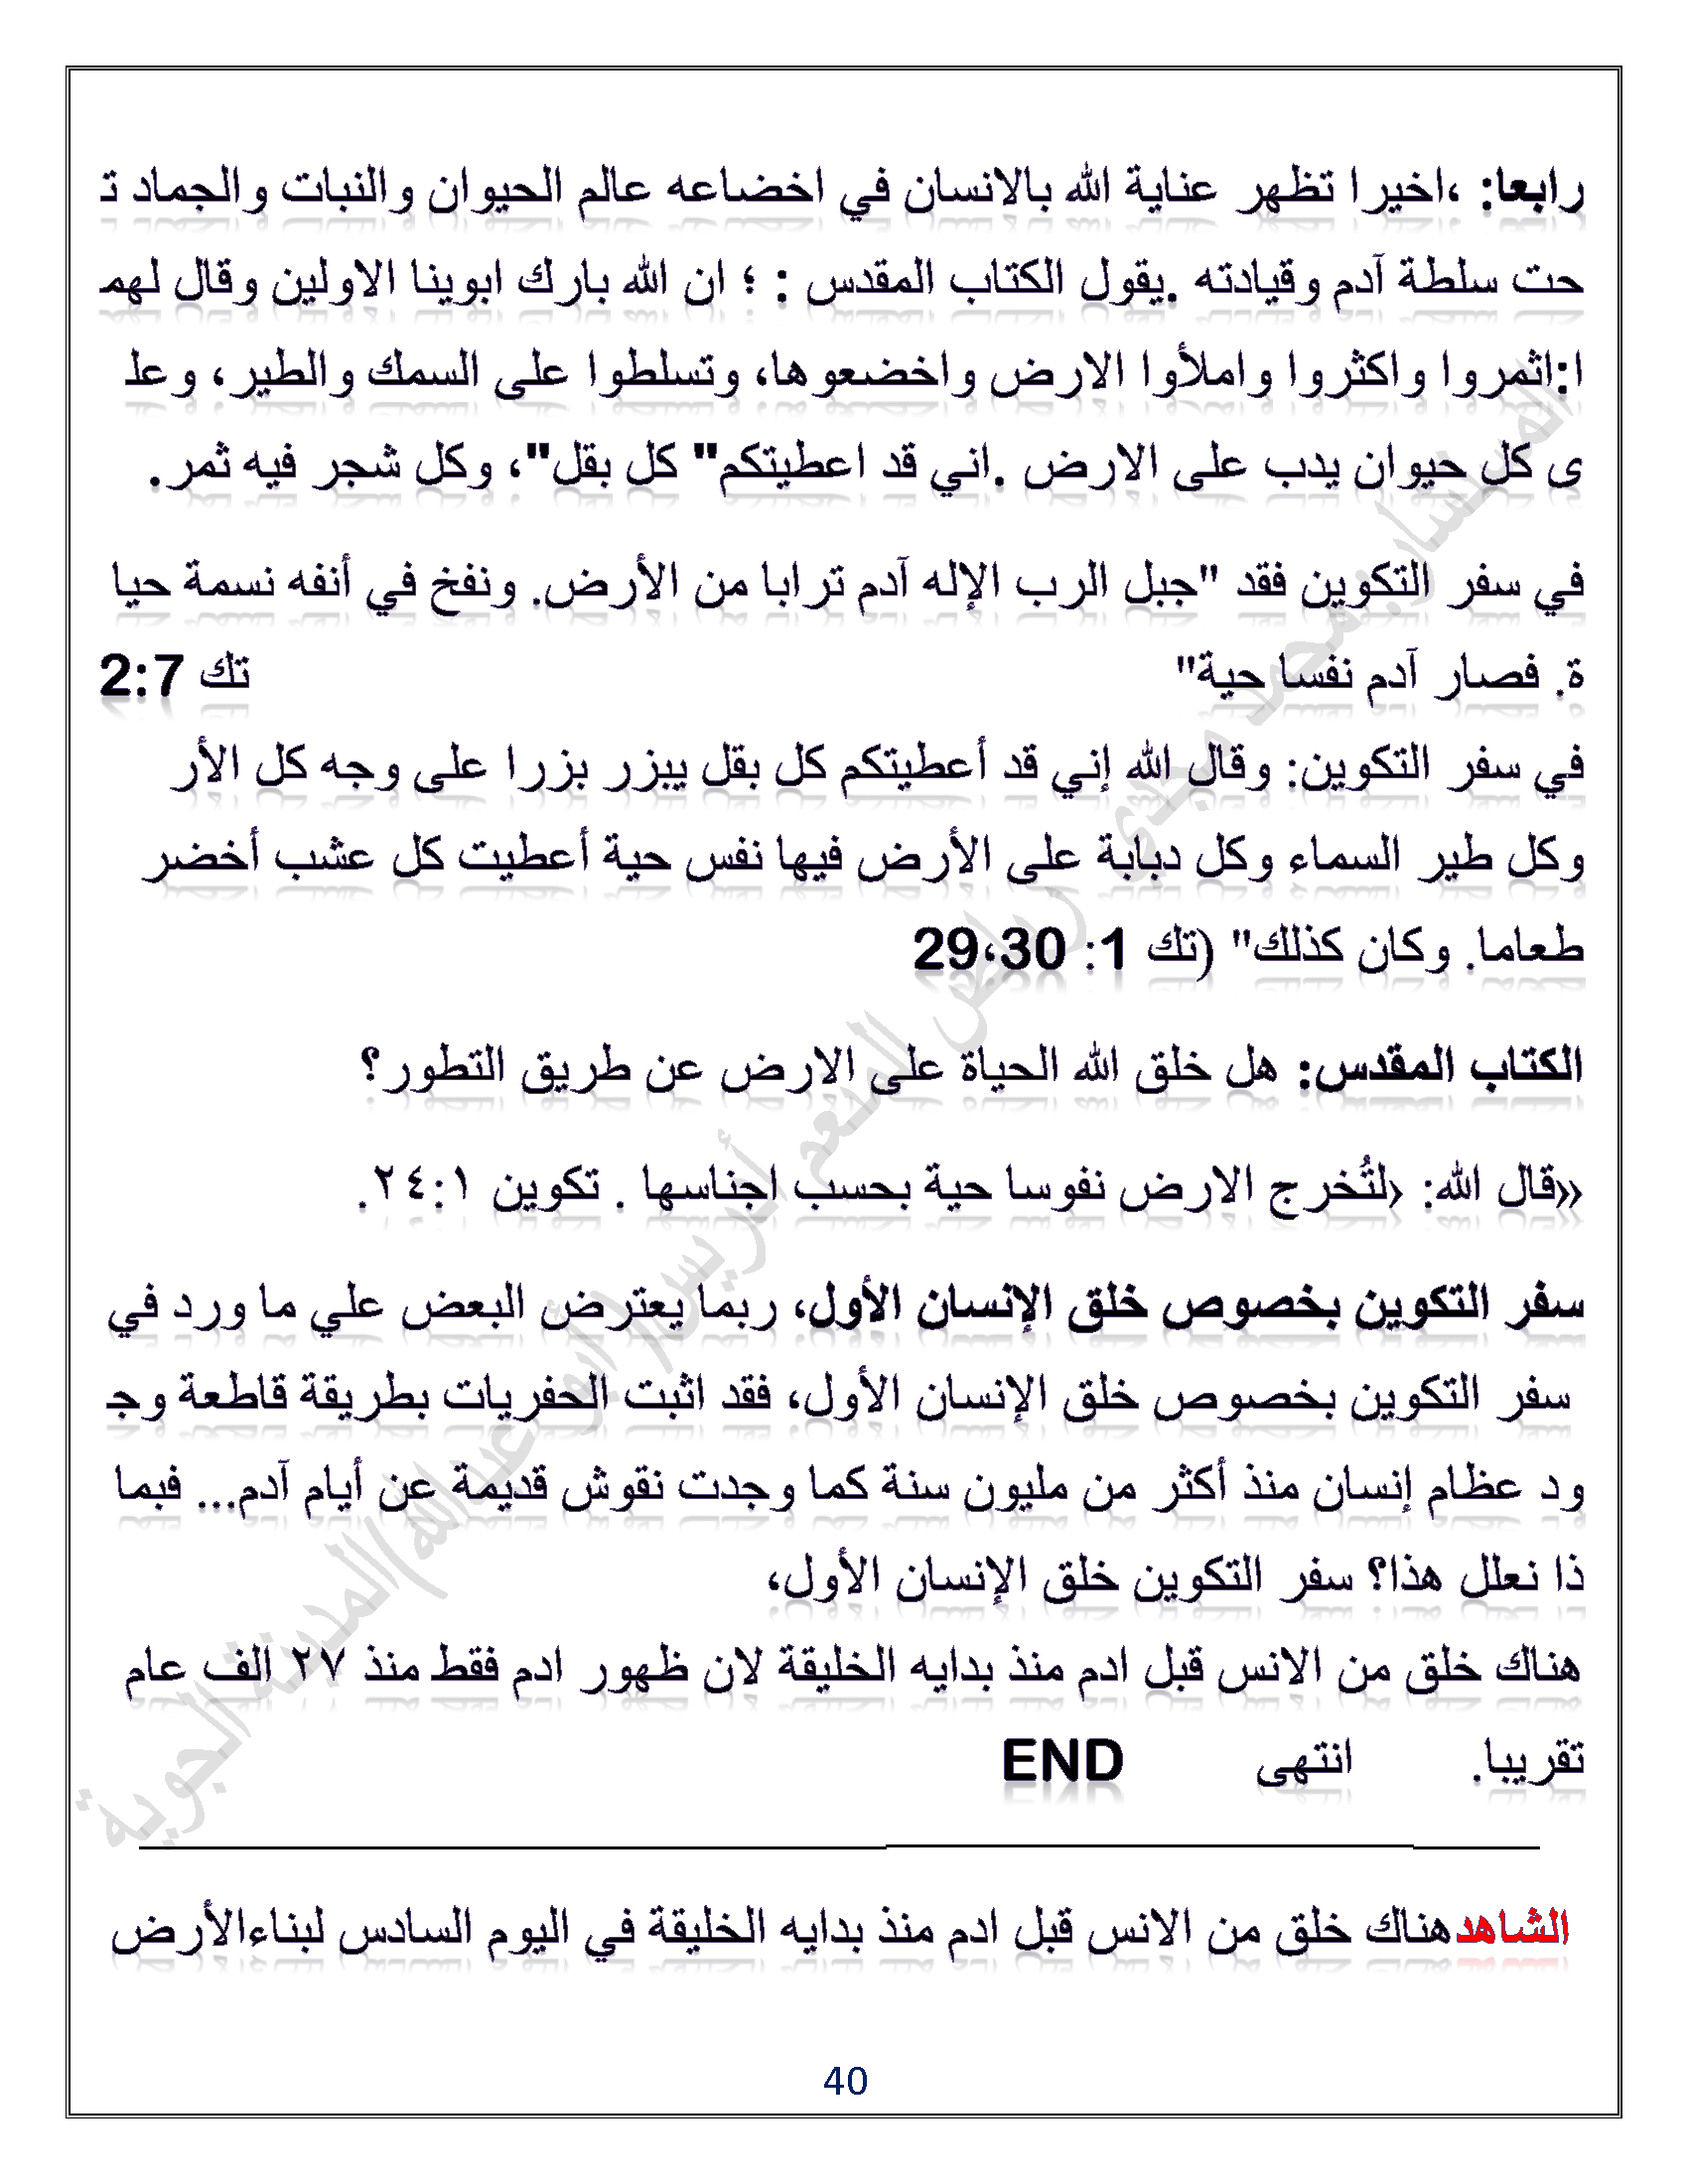 رابعا: ،اخيرا تظهر عناية الله بالانسان في اخضاعه عالم الحيوان والنبات والجماد ت
حت سلطة آدم وقيادته .يقول الكتاب المقدس : ؛ ان الله بارك ابوينا الاولين وقال لهم
ا:اثمروا واكثروا واملأوا الارض واخضعوها، وتسلطوا على السمك والطير، وعل
ى كل حيوان يدب على الارض .اني قد اعطيتكم" كل بقل"، وكل شجر فيه ثمر.
في سفر التكوين فقد "جبل الرب الإله آدم ترابا من الأرض. ونفخ في أنفه نسمة حيا
ة. فصار آدم نفسا حية" تك 2:7
في سفر التكوين: وقال الله إني قد أعطيتكم كل بقل يبزر بزرا على وجه كل الأر
وكل طير السماء وكل دبابة على الأرض فيها نفس حية أعطيت كل عشب أخضر
طعاما. وكان كذلك" (تك 1: 29،30
الكتاب المقدس: هل خلق الله الحياة على الارض عن طريق التطور؟
«قال الله: ‹لتُخرج الارض نفوسا حية بحسب اجناسها . تكوين ٢٤:١.
سفر التكوين بخصوص خلق الإنسان الأول، ربما يعترض البعض علي ما ورد في
سفر التكوين بخصوص خلق الإنسان الأول، فقد اثبت الحفريات بطريقة قاطعة وج
ود عظام إنسان منذ أكثر من مليون سنة كما وجدت نقوش قديمة عن أيام آدم... فبما
ذا نعلل هذا؟ سفر التكوين خلق الإنسان الأول،
هناك خلق من الانس قبل ادم منذ بدايه الخليقة لان ظهور ادم فقط منذ ٢٧ الف عام
تقريبا. انتهى END
الشاهدهناك خلق من الانس قبل ادم منذ بدايه الخليقة في اليوم السادس لبناءالأرض
40